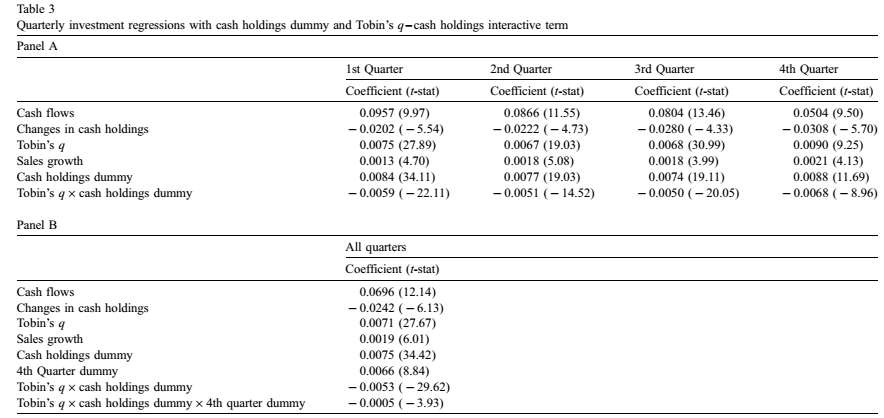 Table 3
Quarterly investment regressions with cash holdings dummy and Tobin's q–cash holdings interactive term
Panel A
1st Quarter 2nd Quarter 3rd Quarter 4th Quarter
Coefficient (t-stat) Coefficient (t-stat) Coefficient (t-stat) Coefficient (t-stat)
Cash flows 0.0957 (9.97) 0.0866 (11.55) 0.0804 (13.46) 0.0504 (9.50)
Changes in cash holdings − 0.0202 ( − 5.54) − 0.0222 ( − 4.73) − 0.0280 ( − 4.33) − 0.0308 ( − 5.70)
Tobin's q 0.0075 (27.89) 0.0067 (19.03) 0.0068 (30.99) 0.0090 (9.25)
Sales growth 0.0013 (4.70) 0.0018 (5.08) 0.0018 (3.99) 0.0021 (4.13)
Cash holdings dummy 0.0084 (34.11) 0.0077 (19.03) 0.0074 (19.11) 0.0088 (11.69)
Tobin's q × cash holdings dummy − 0.0059 ( − 22.11) − 0.0051 ( − 14.52) − 0.0050 ( − 20.05) − 0.0068 ( − 8.96)
Panel B
All quarters
Coefficient (t-stat)
Cash flows 0.0696 (12.14)
Changes in cash holdings − 0.0242 ( − 6.13)
Tobin's q 0.0071 (27.67)
Sales growth 0.0019 (6.01)
Cash holdings dummy 0.0075 (34.42)
4th Quarter dummy 0.0066 (8.84)
Tobin's q × cash holdings dummy − 0.0053 ( − 29.62)
Tobin's q × cash holdings dummy × 4th quarter dummy − 0.0005 ( − 3.93)